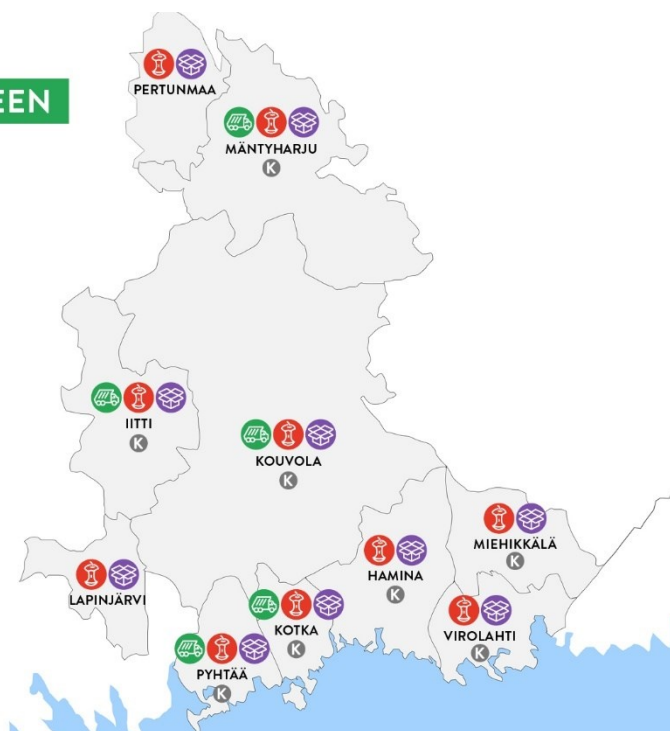 EEN
PERTUNMAA
MÄNTYHARJU
K
IITTI
K
KOUVOLA
K
MIEHIKKÄLÄ
K
HAMINA
K
LAPINJÄRVI
KOTKA
K
VIROLAHTI
K
PYHTÄÄ
K